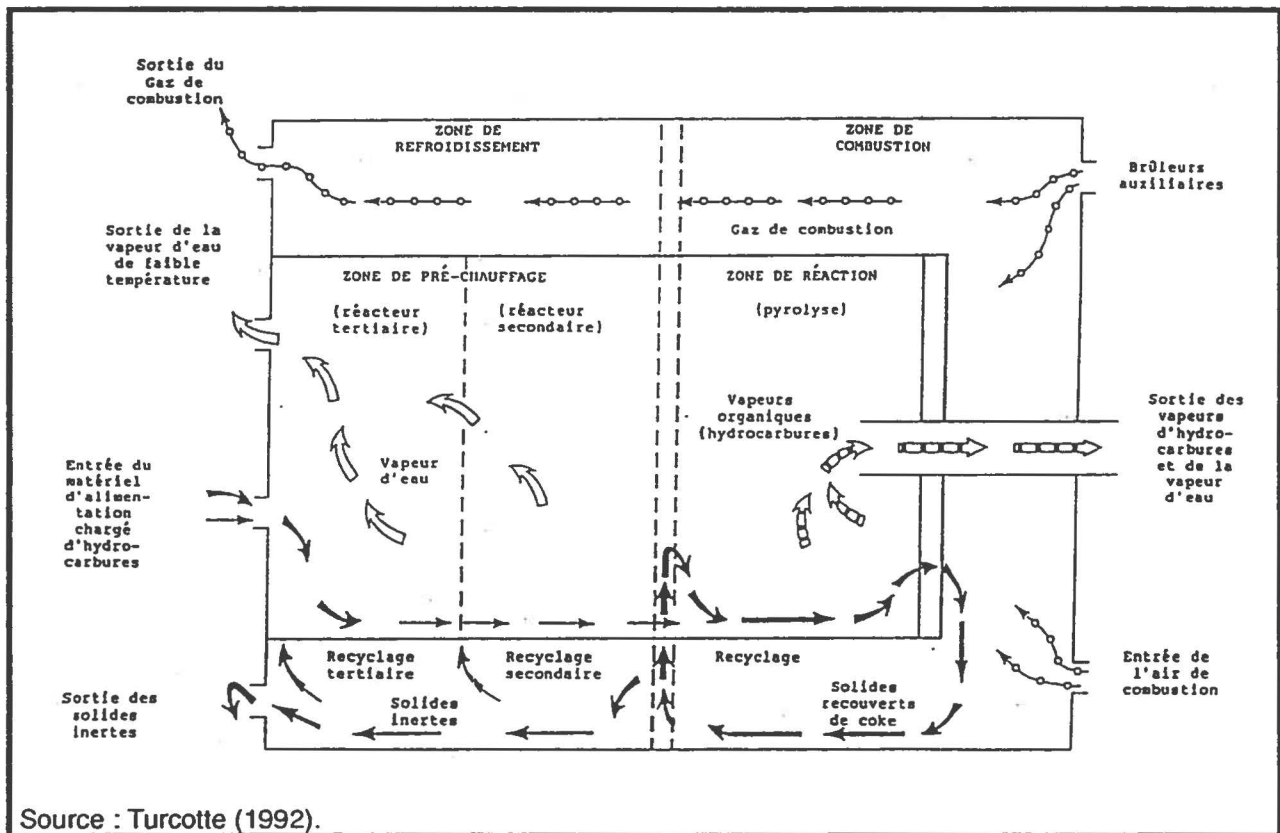 Sortie du
Gaz de
combustion
ZONE DE
REFROIDISSEMENT
ZONE DE
COMBUSTION
Brûleurs
auxiliaires
Gaz de combustion
Sortie de la
vapeur d'eau
de faible
température
ZONE DE PRÉ-CHAUFFAGE
(réacteur
tertiaire)
(réacteur
secondaire)
ZONE DE RÉACTION
(pyrolyse)
Vapeurs
organiques
(hydrocarbures)
Sortie des
vapeurs
d'hydro-
carbures
et de la
vapeur
d'eau
Entrée du
matériel
d'alimen-
tation
chargé
d'hydro-
carbures
Vapeur
d'eau
Recyclage
tertiaire
Recyclage
secondaire
Recyclage
Entrée de
l'air de
combustion
Sortie des
solides
inertes
Solides
inertes
Solides
recouverts
de coke
Source : Turcotte (1992).